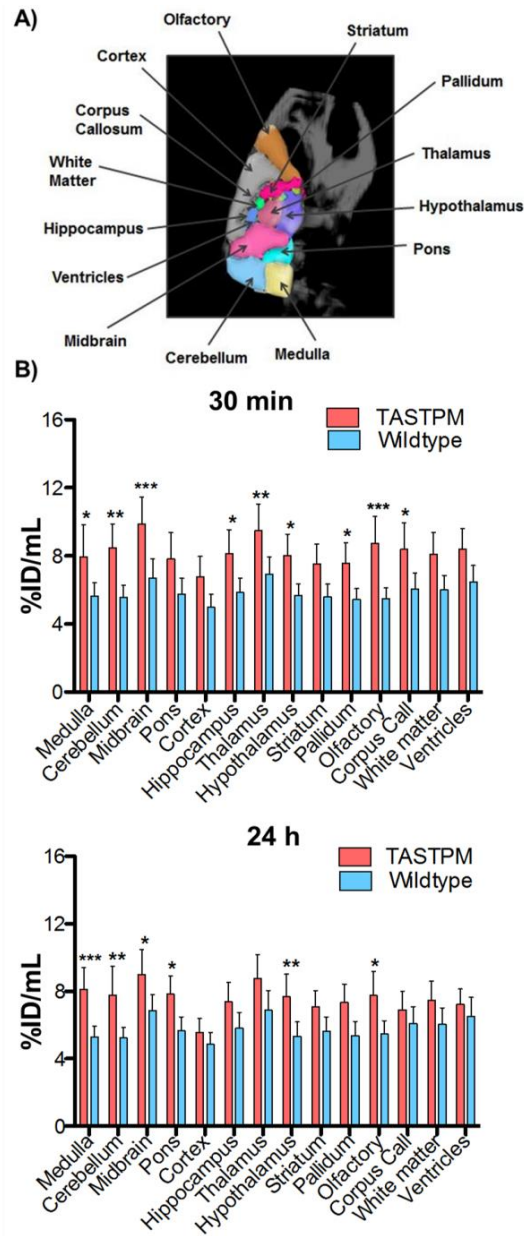 A)
Olfactory
Striatum
Cortex
Pallidum
Corpus
Callosum
Thalamus
White
Matter
Hypothalamus
Hippocampus
Pons
Ventricles
Midbrain
Medulla
Cerebellum
B)
30 min
TASTPM
Wildtype
16
12
8
4
0
%ID/mL
* ** *** * ** * * *** *
Medulla
Cerebellum
Midbrain
Pons
Cortex
Hippocampus
Thalamus
Hypothalamus
Striatum
Pallidum
Olfactory
Corpus Call
White matter
Ventricles
24 h
TASTPM
Wildtype
16
12
8
4
0
%ID/mL
*** ** * * ** *
Medulla
Cerebellum
Midbrain
Pons
Cortex
Hippocampus
Thalamus
Hypothalamus
Striatum
Pallidum
Olfactory
Corpus Call
White matter
Ventricles